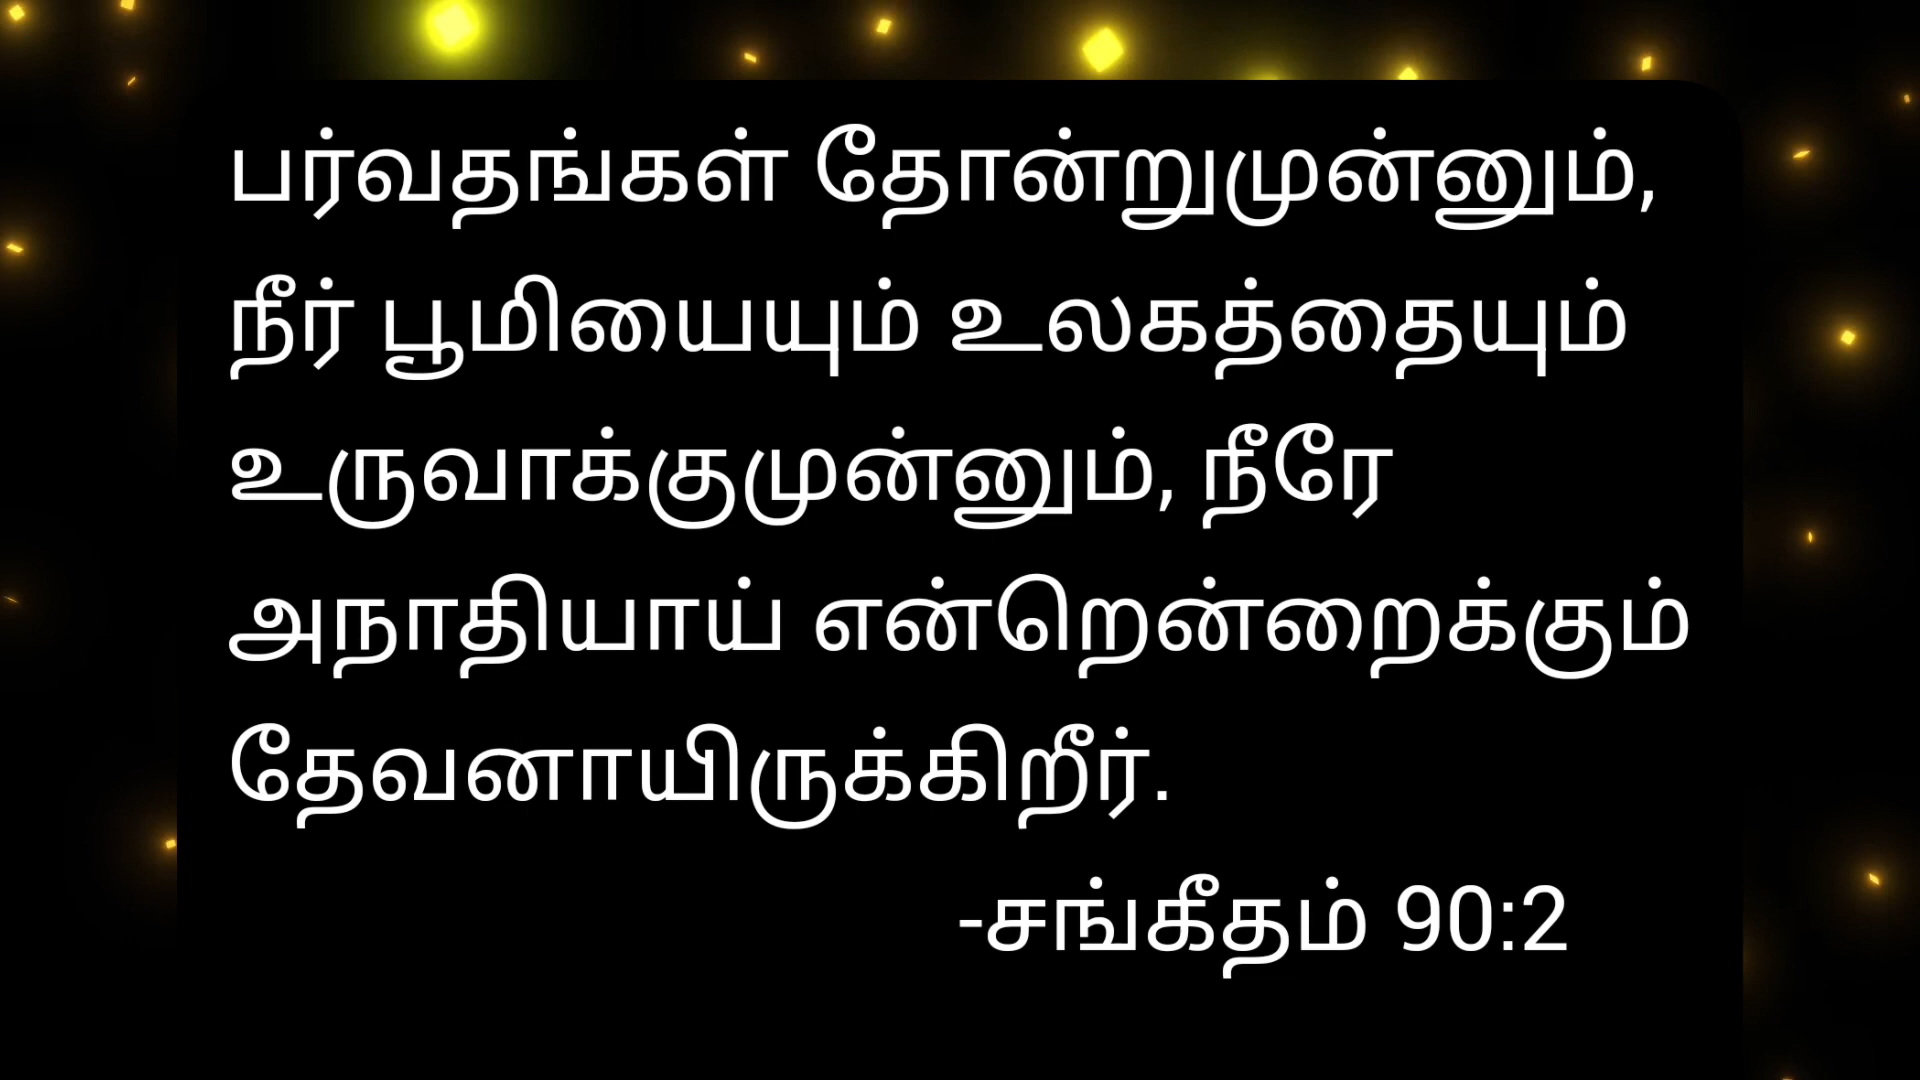 பர்வதங்கள் தோன்றுமுன்னும்,
நீர் பூமியையும் உலகத்தையும்
உருவாக்குமுன்னும், நீரே
அநாதியாய் என்றென்றைக்கும்
தேவனாயிருக்கிறீர்.
-சங்கீதம் 90:2